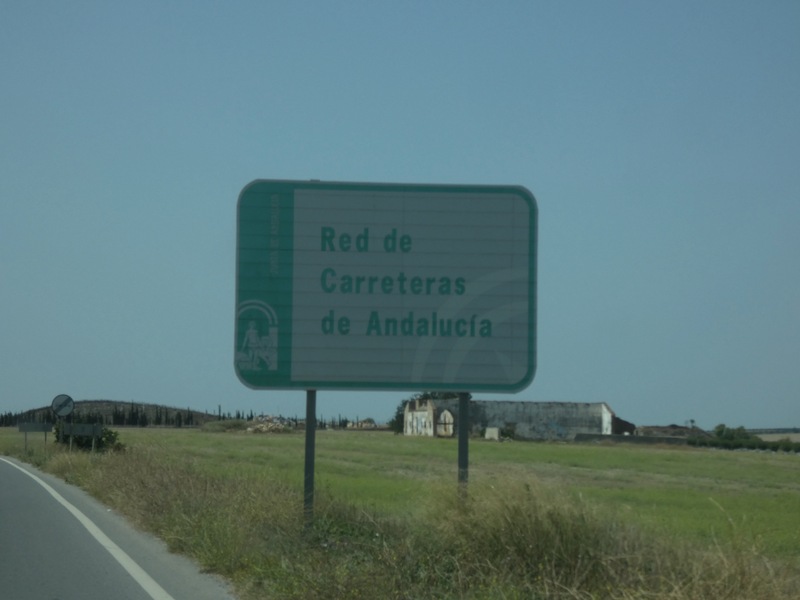 Red de
Carreteras
de Andalucía